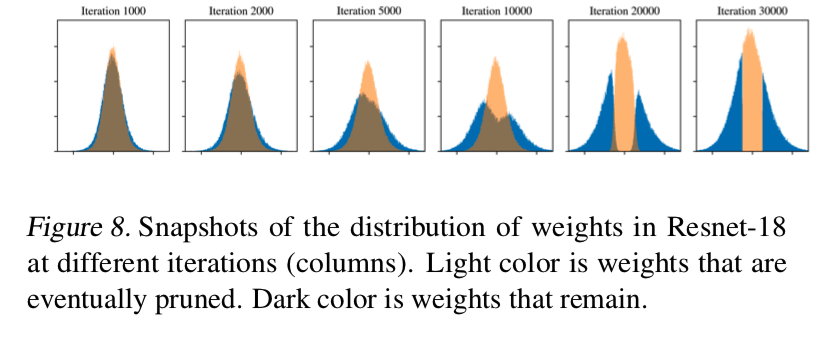 Iteration 1000
Iteration 2000
Iteration 5000
Iteration 10000
Iteration 20000
Iteration 30000
Figure 8. Snapshots of the distribution of weights in Resnet-18
at different iterations (columns). Light color is weights that are
eventually pruned. Dark color is weights that remain.